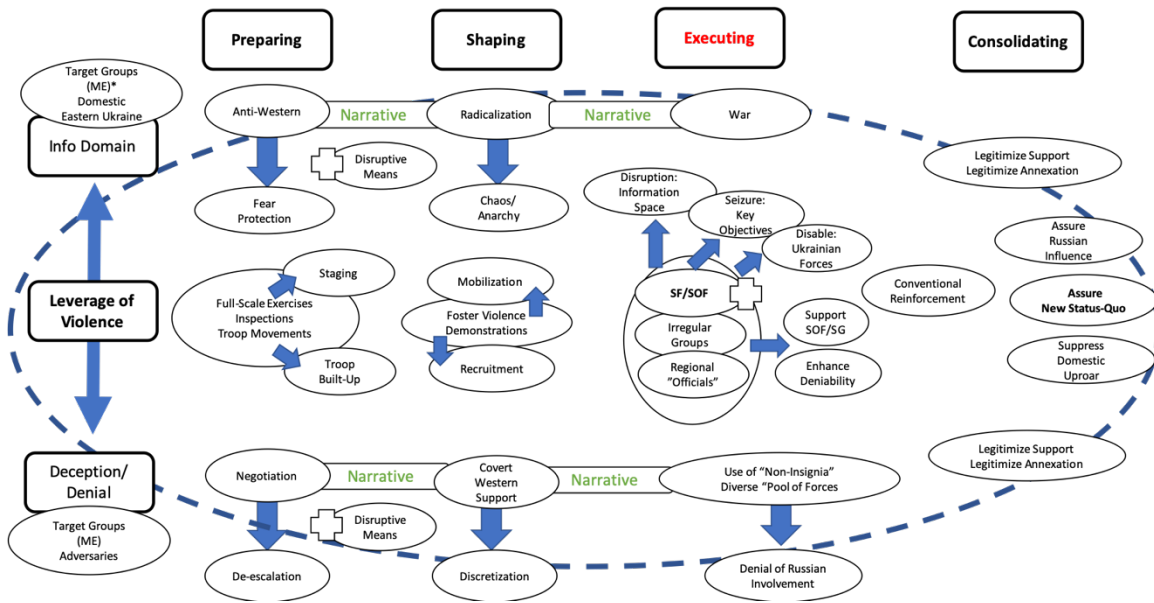 Preparing
Shaping
Executing
Consolidating
Target Groups
(ME)*
Domestic
Eastern Ukraine
Info Domain
Anti-Western
Narrative
Radicalization
Narrative
War
Disruptive
Means
Fear
Protection
Chaos/
Anarchy
Disruption:
Information
Space
Seizure:
Key
Objectives
Disable:
Ukrainian
Forces
Legitimize Support
Legitimize Annexation
Leverage of
Violence
Staging
Full-Scale Exercises
Inspections
Troop Movements
Troop
Built-Up
Mobilization
Foster Violence
Demonstrations
Recruitment
SF/SOF
Irregular
Groups
Regional
"Officials"
Support
SOF/SG
Enhance
Deniability
Conventional
Reinforcement
Assure
Russian
Influence
Assure
New Status-Quo
Suppress
Domestic
Uproar
Deception/
Denial
Target Groups
(ME)
Adversaries
Negotiation
Narrative
Covert
Western
Support
Narrative
Use of “Non-Insignia”
Diverse “Pool of Forces
Legitimize Support
Legitimize Annexation
Disruptive
Means
De-escalation
Discretization
Denial of Russian
Involvement